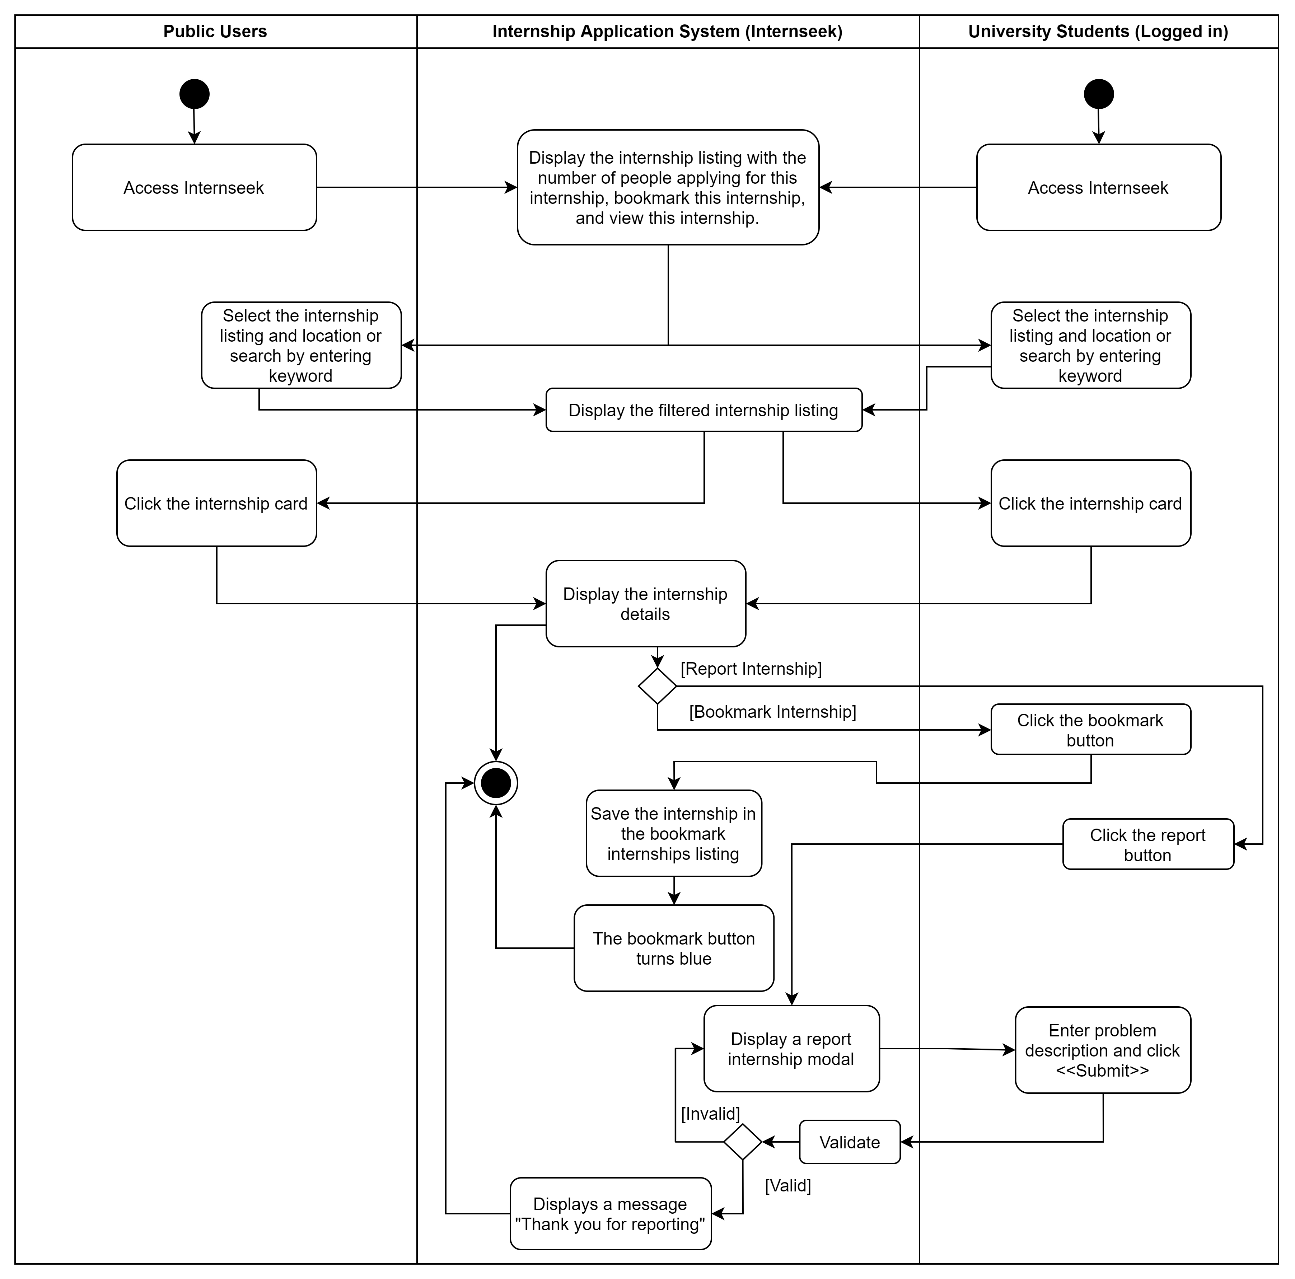 Public Users
Internship Application System (Internseek)
University Students (Logged in)
Access Internseek
Display the internship listing with the
number of people applying for this
internship, bookmark this internship,
and view this internship.
Access Internseek
Select the internship
listing and location or
search by entering
keyword
Select the internship
listing and location or
search by entering
keyword
Display the filtered internship listing
Click the internship card
Click the internship card
Display the internship
details
[Report Internship]
[Bookmark Internship]
Click the bookmark
button
Save the internship in
the bookmark
internships listing
Click the report
button
The bookmark button
turns blue
Display a report
internship modal
Enter problem
description and click
<<Submit>>
[Invalid]
Validate
[Valid]
Displays a message
"Thank you for reporting"